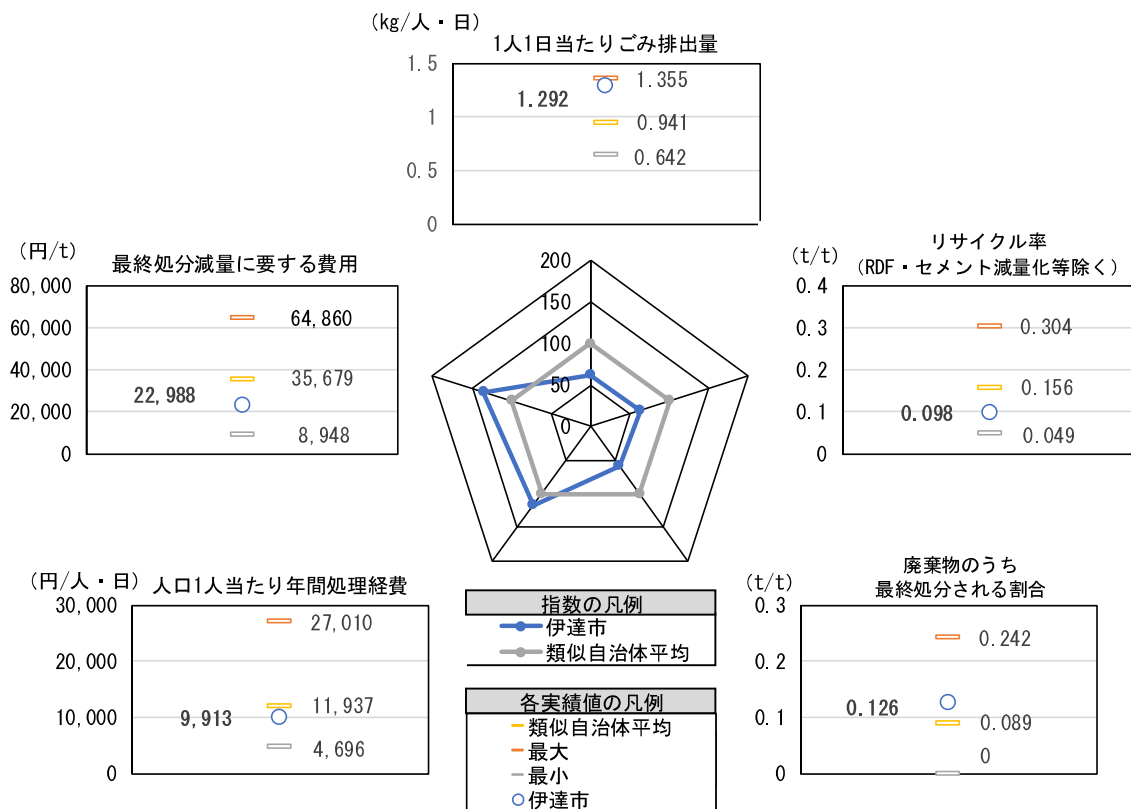 (kg/人・日)
1人1日当たりごみ排出量
1.5
1
0.5
0
1.355
1.292
0.941
0.642
(円/t)
最終処分減量に要する費用
80,000
60,000
40,000
20,000
0
64,860
35,679
22,988
8,948
200
150
100
50
0
(t/t)
リサイクル率
(RDF・セメント減量化等除く)
0.4
0.3
0.2
0.1
0
0.304
0.156
0.098
0.049
(円/人・日)
人口1人当たり年間処理経費
30,000
20,000
10,000
0
27,010
11,937
9,913
4,696
指数の凡例
伊達市
類似自治体平均
各実績値の凡例
類似自治体平均
最大
最小
伊達市
(t/t)
廃棄物のうち
最終処分される割合
0.3
0.2
0.1
0
0.242
0.126
0.089
0